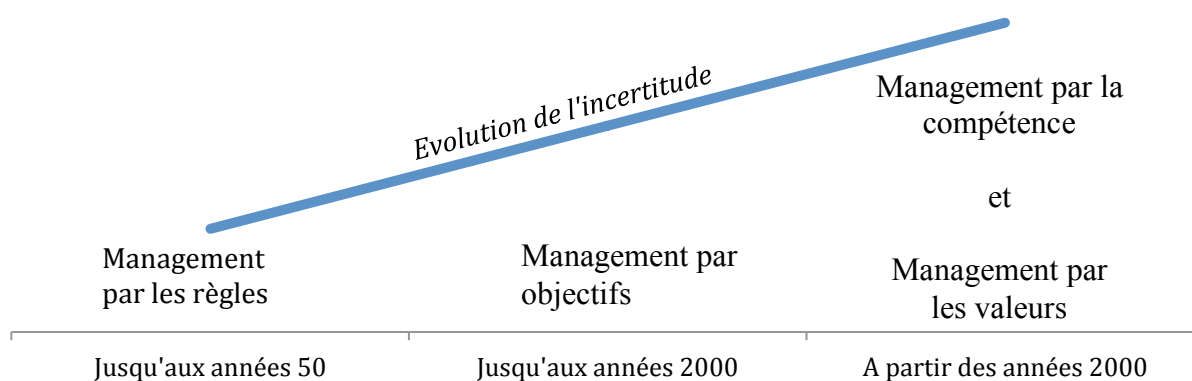 Evolution de l'incertitude
Management par la
compétence
et
Management par
les valeurs
Management par
objectifs
Management
par les règles
Jusqu'aux années 50
Jusqu'aux années 2000
A partir des années 2000